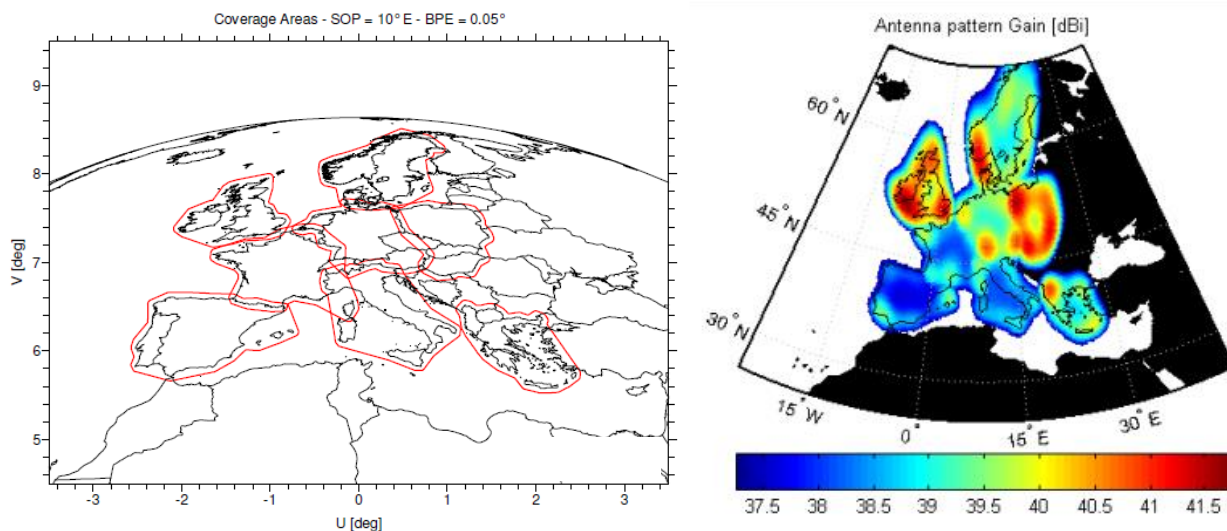 Coverage Areas - SOP = 10° E - BPE = 0.05°
9
8
7
6
5
V [deg]
-3 -2 -1 0 1 2 3
U [deg]
Antenna pattern Gain [dBi]
60°N
45°N
30°N
15°W
0°
15°E
30°E
37.5 38 38.5 39 39.5 40 40.5 41 41.5